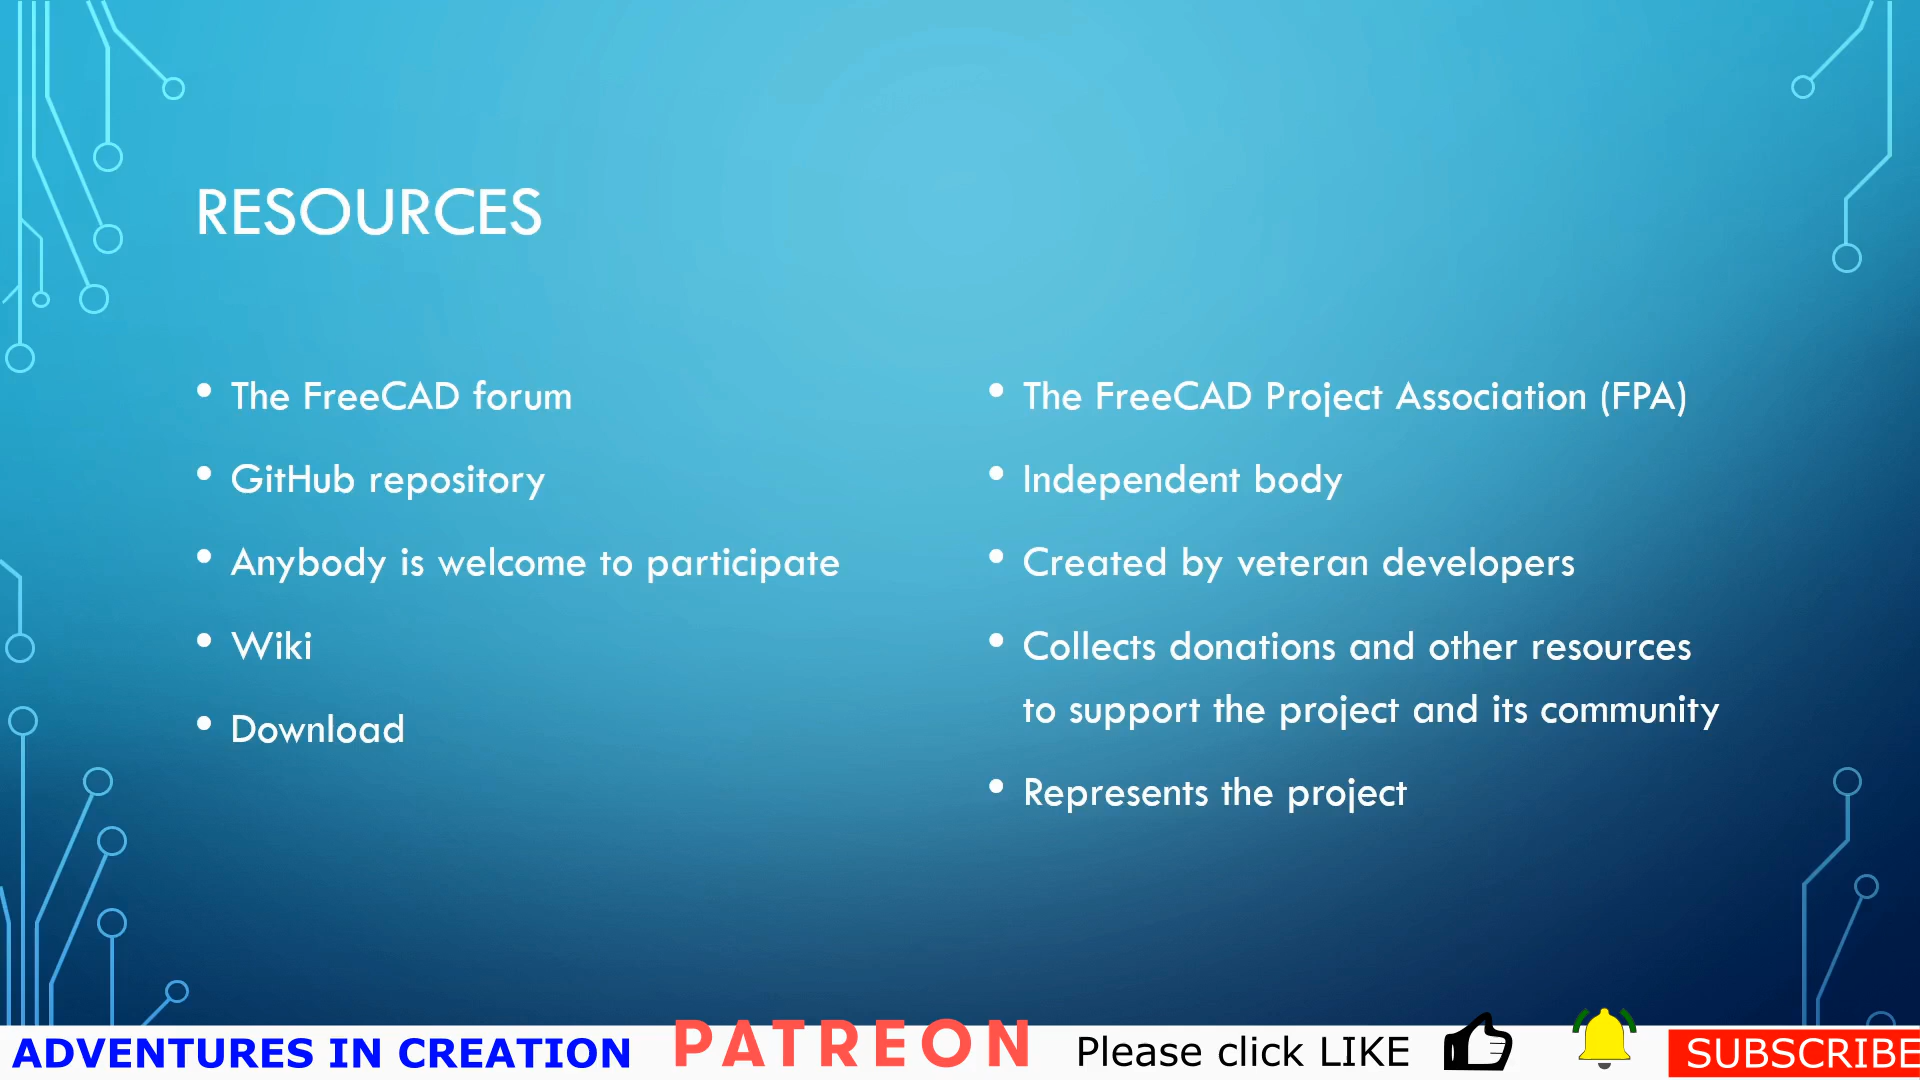 RESOURCES
• The FreeCAD forum
• GitHub repository
• Anybody is welcome to participate
• Wiki
• Download
• The FreeCAD Project Association (FPA)
• Independent body
• Created by veteran developers
• Collects donations and other resources
to support the project and its community
• Represents the project
ADVENTURES IN CREATION PATREON Please click LIKE SUBSCRIBE